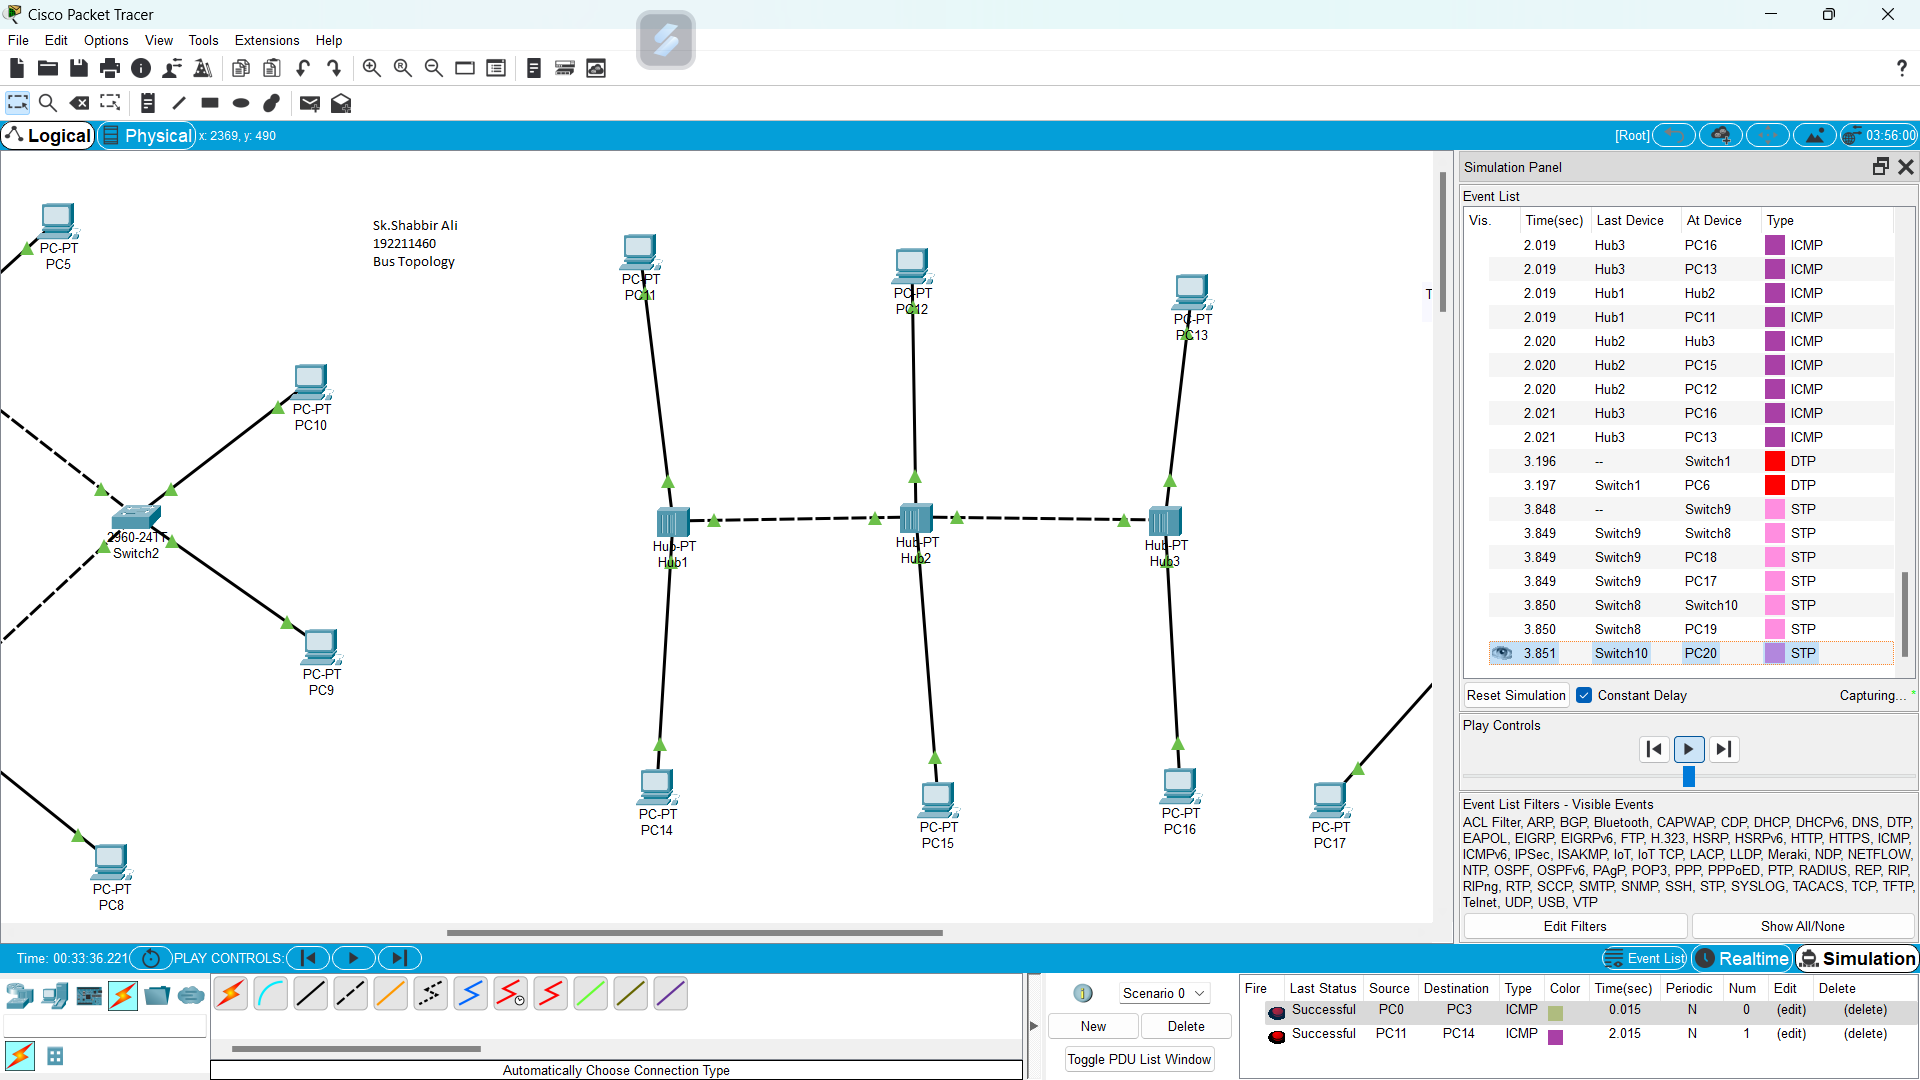 Cisco Packet Tracer
File Edit Options View Tools Extensions Help
?
Logical Physical x: 2369, y: 490 [Root] 03:56:00
PC-PT
PC5
Sk.Shabbir Ali
192211460
Bus Topology
PC-PT
PC11
PC-PT
PC12
PC-PT
PC13
T
PC-PT
PC10
2960-24TT
Switch2
Hub-PT
Hub1
Hub-PT
Hub2
Hub-PT
Hub3
PC-PT
PC9
PC-PT
PC14
PC-PT
PC15
PC-PT
PC16
PC-PT
PC17
PC-PT
PC8
Simulation Panel
Event List
Vis. Time(sec) Last Device At Device Type
2.019 Hub3 PC16 ICMP
2.019 Hub3 PC13 ICMP
2.019 Hub1 Hub2 ICMP
2.019 Hub1 PC11 ICMP
2.020 Hub2 Hub3 ICMP
2.020 Hub2 PC15 ICMP
2.020 Hub2 PC12 ICMP
2.021 Hub3 PC16 ICMP
2.021 Hub3 PC13 ICMP
3.196 -- Switch1 DTP
3.197 Switch1 PC6 DTP
3.848 -- Switch9 STP
3.849 Switch9 Switch8 STP
3.849 Switch9 PC18 STP
3.849 Switch9 PC17 STP
3.850 Switch8 Switch10 STP
3.850 Switch8 PC19 STP
3.851 Switch10 PC20 STP
Reset Simulation Constant Delay Capturing... *
Play Controls
Event List Filters - Visible Events
ACL Filter, ARP, BGP, Bluetooth, CAPWAP, CDP, DHCP, DHCPv6, DNS, DTP,
EAPOL, EIGRP, EIGRPv6, FTP, H.323, HSRP, HSRPv6, HTTP, HTTPS, ICMP,
ICMPv6, IPSec, ISAKMP, IoT, IoT TCP, LACP, LLDP, Meraki, NDP, NETFLOW,
NTP, OSPF, OSPFv6, PAgP, POP3, PPP, PPPoED, PTP, RADIUS, REP, RIP,
RIPng, RTP, SCCP, SMTP, SNMP, SSH, STP, SYSLOG, TACACS, TCP, TFTP,
Telnet, UDP, USB, VTP
Edit Filters Show All/None
Time: 00:33:36.221 PLAY CONTROLS: Event List Realtime Simulation
Scenario 0
New Delete
Toggle PDU List Window
Fire Last Status Source Destination Type Color Time(sec) Periodic Num Edit Delete
Successful PC0 PC3 ICMP 0.015 N 0 (edit) (delete)
Successful PC11 PC14 ICMP 2.015 N 1 (edit) (delete)
Automatically Choose Connection Type